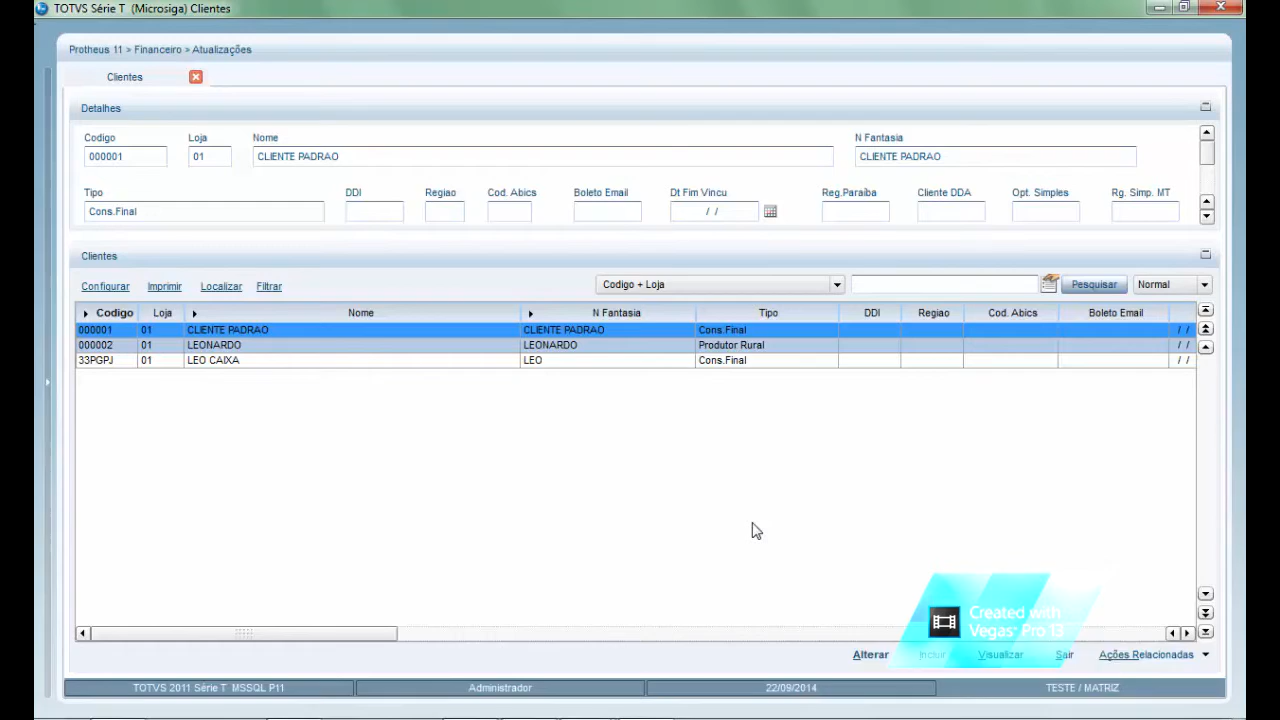 TOTVS Série T (Microsiga) Clientes
Protheus 11 > Financeiro > Atualizações
Clientes
Detalhes
Codigo Loja Nome N Fantasia
000001 01 CLIENTE PADRAO CLIENTE PADRAO
Tipo DDI Regiao Cod. Abics Boleto Email Dt Fim Vincu Reg.Paraiba Cliente DDA Opt. Simples Rg. Simp. MT
Cons.Final / /
Clientes
Configurar Imprimir Localizar Filtrar Codigo + Loja Pesquisar Normal
Codigo Loja Nome N Fantasia Tipo DDI Regiao Cod. Abics Boleto Email
000001 01 CLIENTE PADRAO CLIENTE PADRAO Cons.Final / /
000002 01 LEONARDO LEONARDO Produtor Rural / /
33PGPJ 01 LEO CAIXA LEO Cons.Final / /
Created with
Vegas Pro 13
Alterar Incluir Visualizar Sair Ações Relacionadas
TOTVS 2011 Série T MSSQL P11 Administrador 22/09/2014 TESTE / MATRIZ